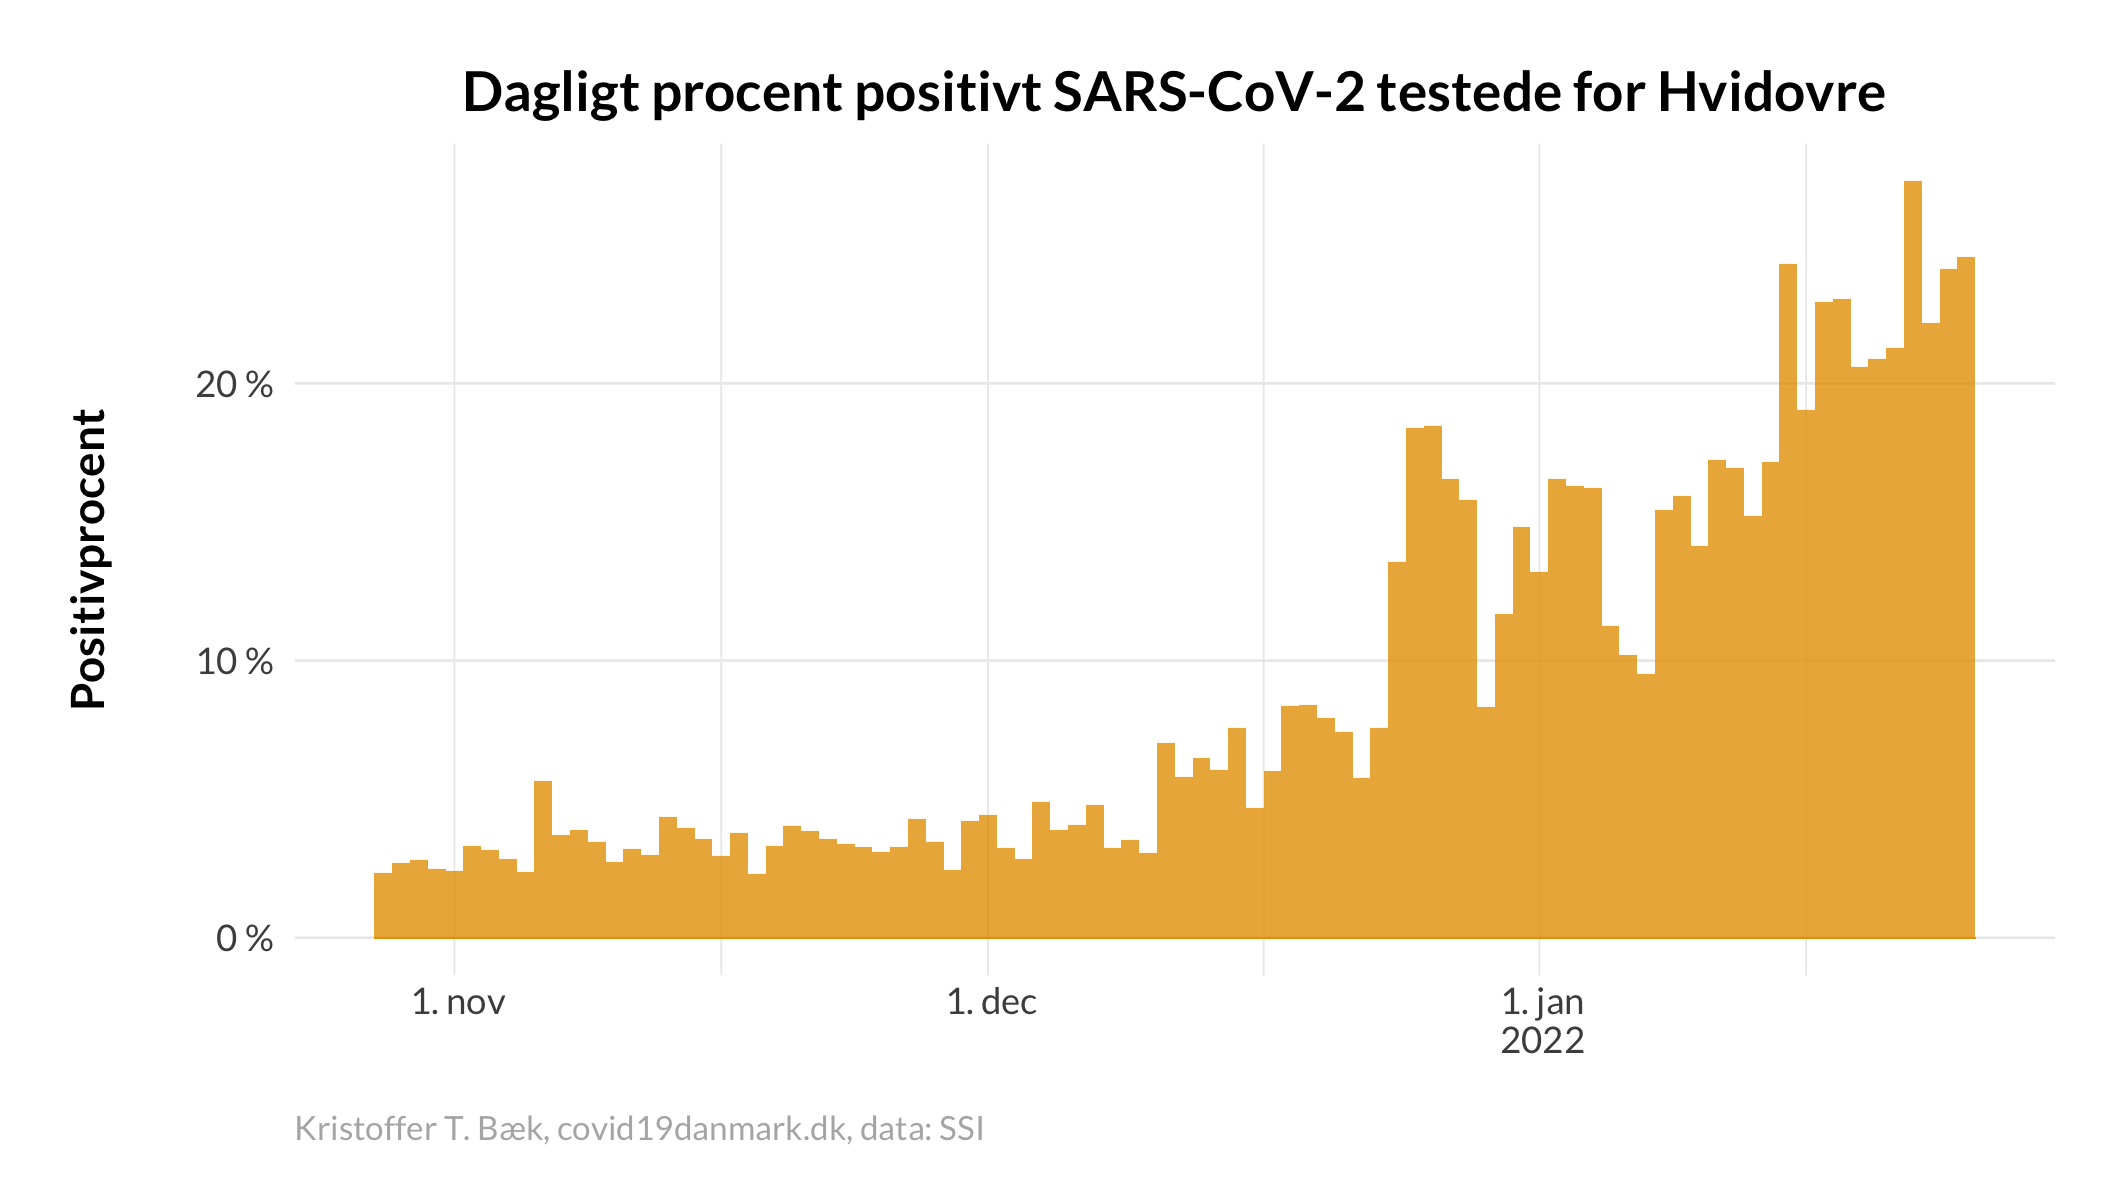 Dagligt procent positivt SARS-CoV-2 testede for Hvidovre
Positivprocent
20 %
10 %
0 %
1. nov
1. dec
1. jan
2022
Kristoffer T. Bæk, covid19danmark.dk, data: SSI